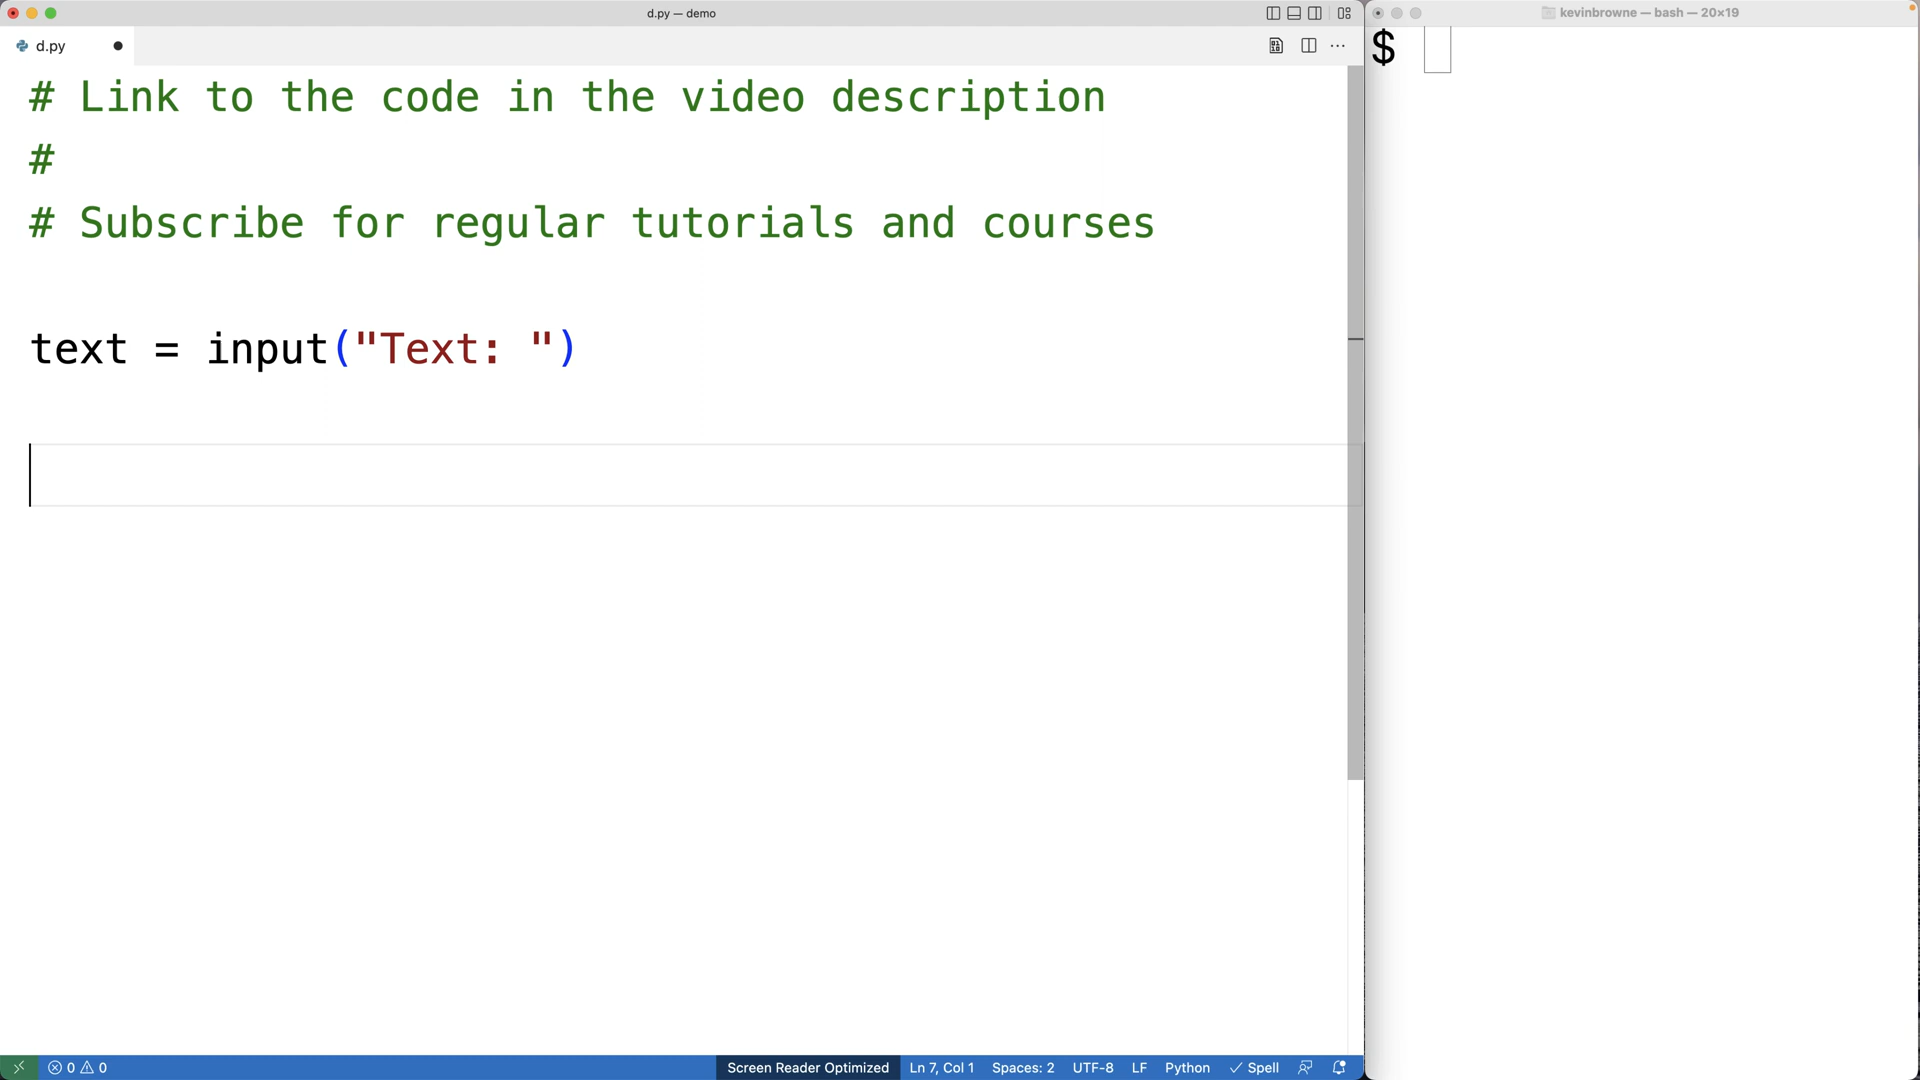 d.py — demo
kevinbrowne — bash — 20×19
d.py
$
# Link to the code in the video description
#
# Subscribe for regular tutorials and courses
text = input("Text: ")
0 0
Screen Reader Optimized
Ln 7, Col 1
Spaces: 2
UTF-8
LF
Python
Spell